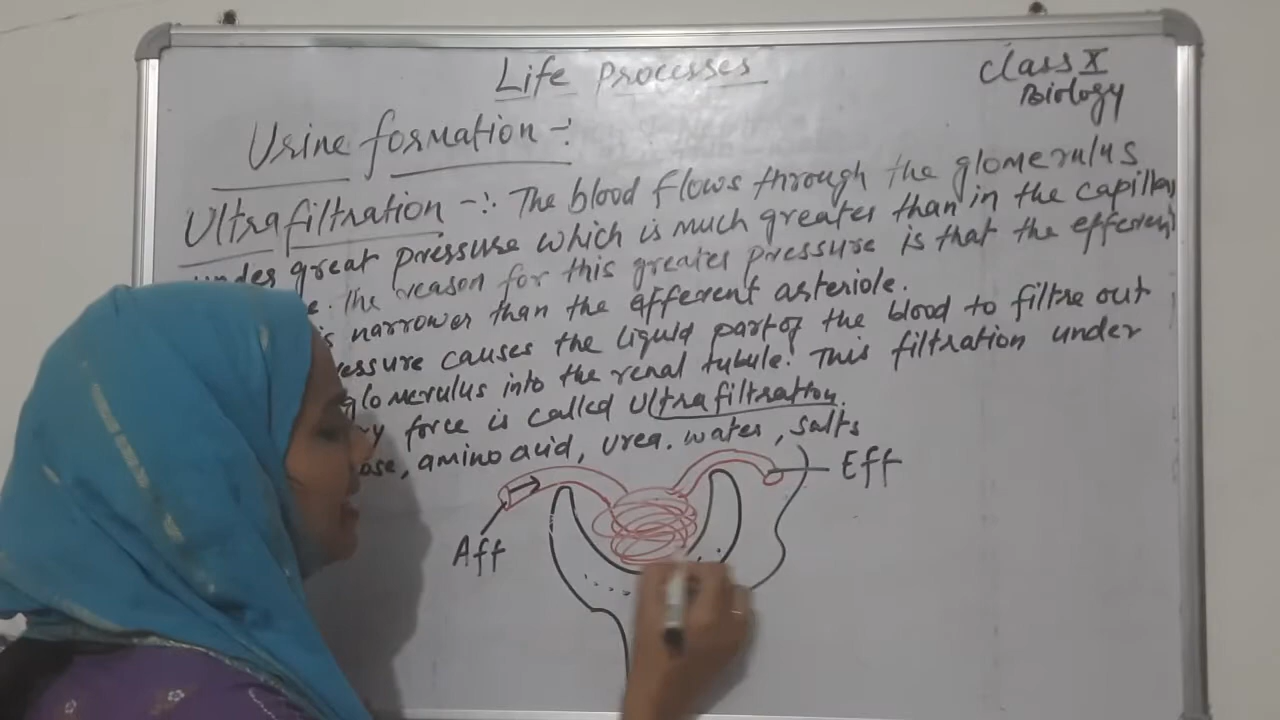 Life Processes
Class X
Biology
Urine formation -:
Ultrafiltration -:- The blood flows through the glomerulus
under great pressure which is much greater than in the capillary
The reason for this greater pressure is that the efferent
is narrower than the afferent arteriole.
causes the liquid part of the blood to filtre out
glomerulus into the renal tubule. This filtration under
force is called Ultrafiltration.
amino acid, urea. water, salts
Eff
Aff